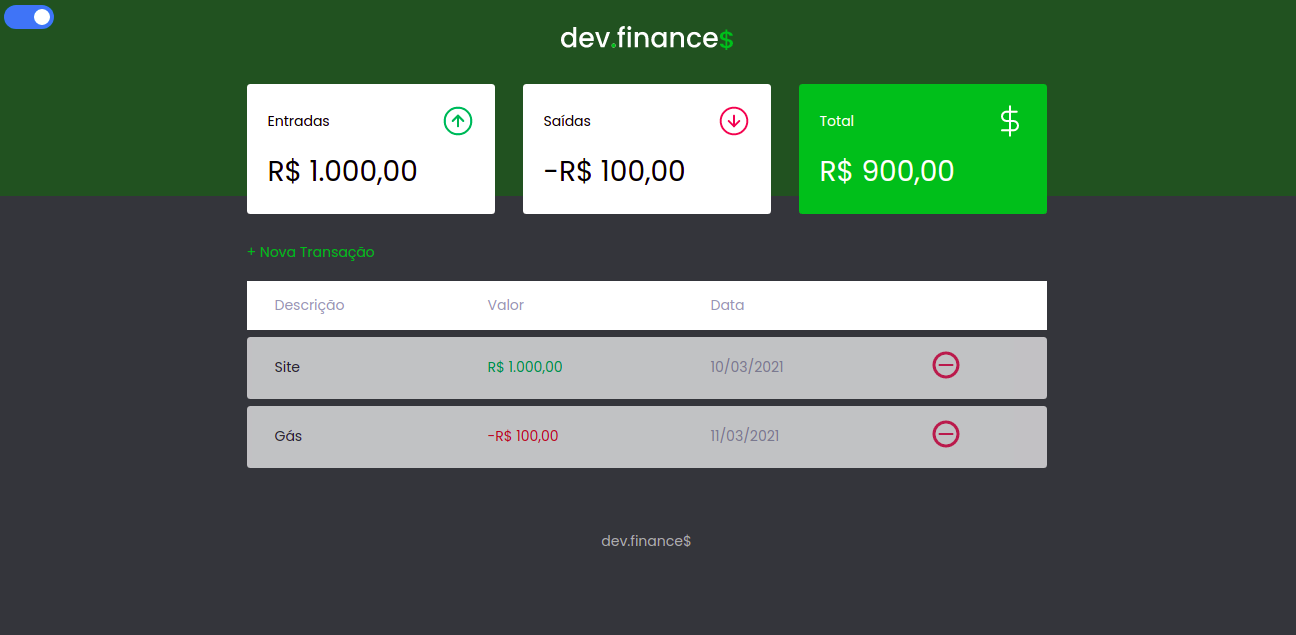 dev.finance$
Entradas
R$ 1.000,00
Saídas
-R$ 100,00
Total
R$ 900,00
+ Nova Transação
Descrição Valor Data
Site R$ 1.000,00 10/03/2021
Gás -R$ 100,00 11/03/2021
dev.finance$